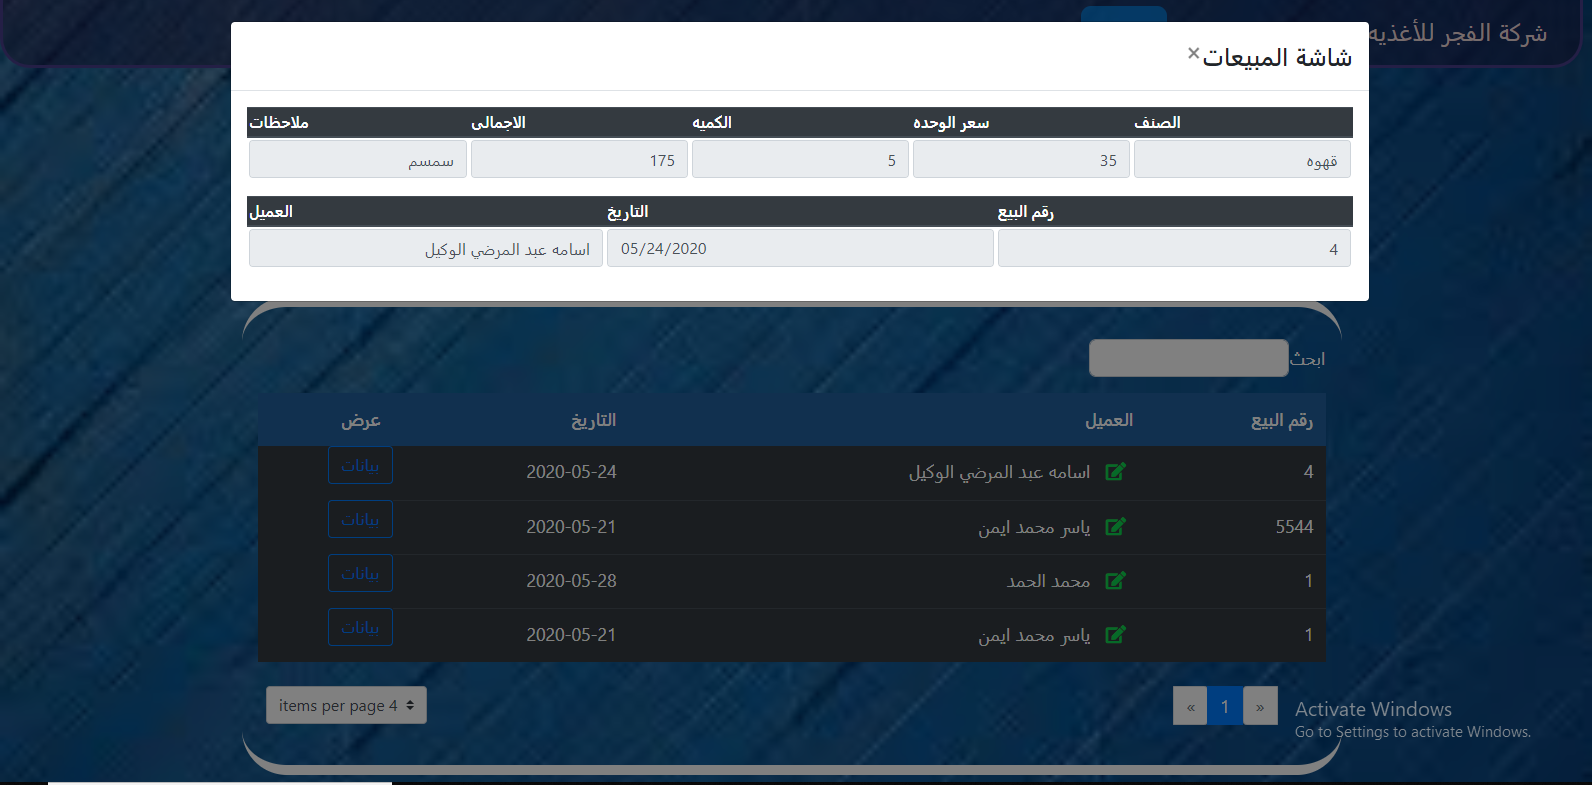 شركة الفجر للأغذيه
شاشة المبيعات ×
الصنف سعر الوحده الكميه الاجمالى ملاحظات
قهوه 35 5 175 سمسم
رقم البيع التاريخ العميل
4 05/24/2020 اسامه عبد المرضي الوكيل
ابحث
رقم البيع العميل التاريخ عرض
4 اسامه عبد المرضي الوكيل 2020-05-24 بيانات
5544 ياسر محمد ايمن 2020-05-21 بيانات
1 محمد الحمد 2020-05-28 بيانات
1 ياسر محمد ايمن 2020-05-21 بيانات
« 1 »
items per page 4
Activate Windows
Go to Settings to activate Windows.